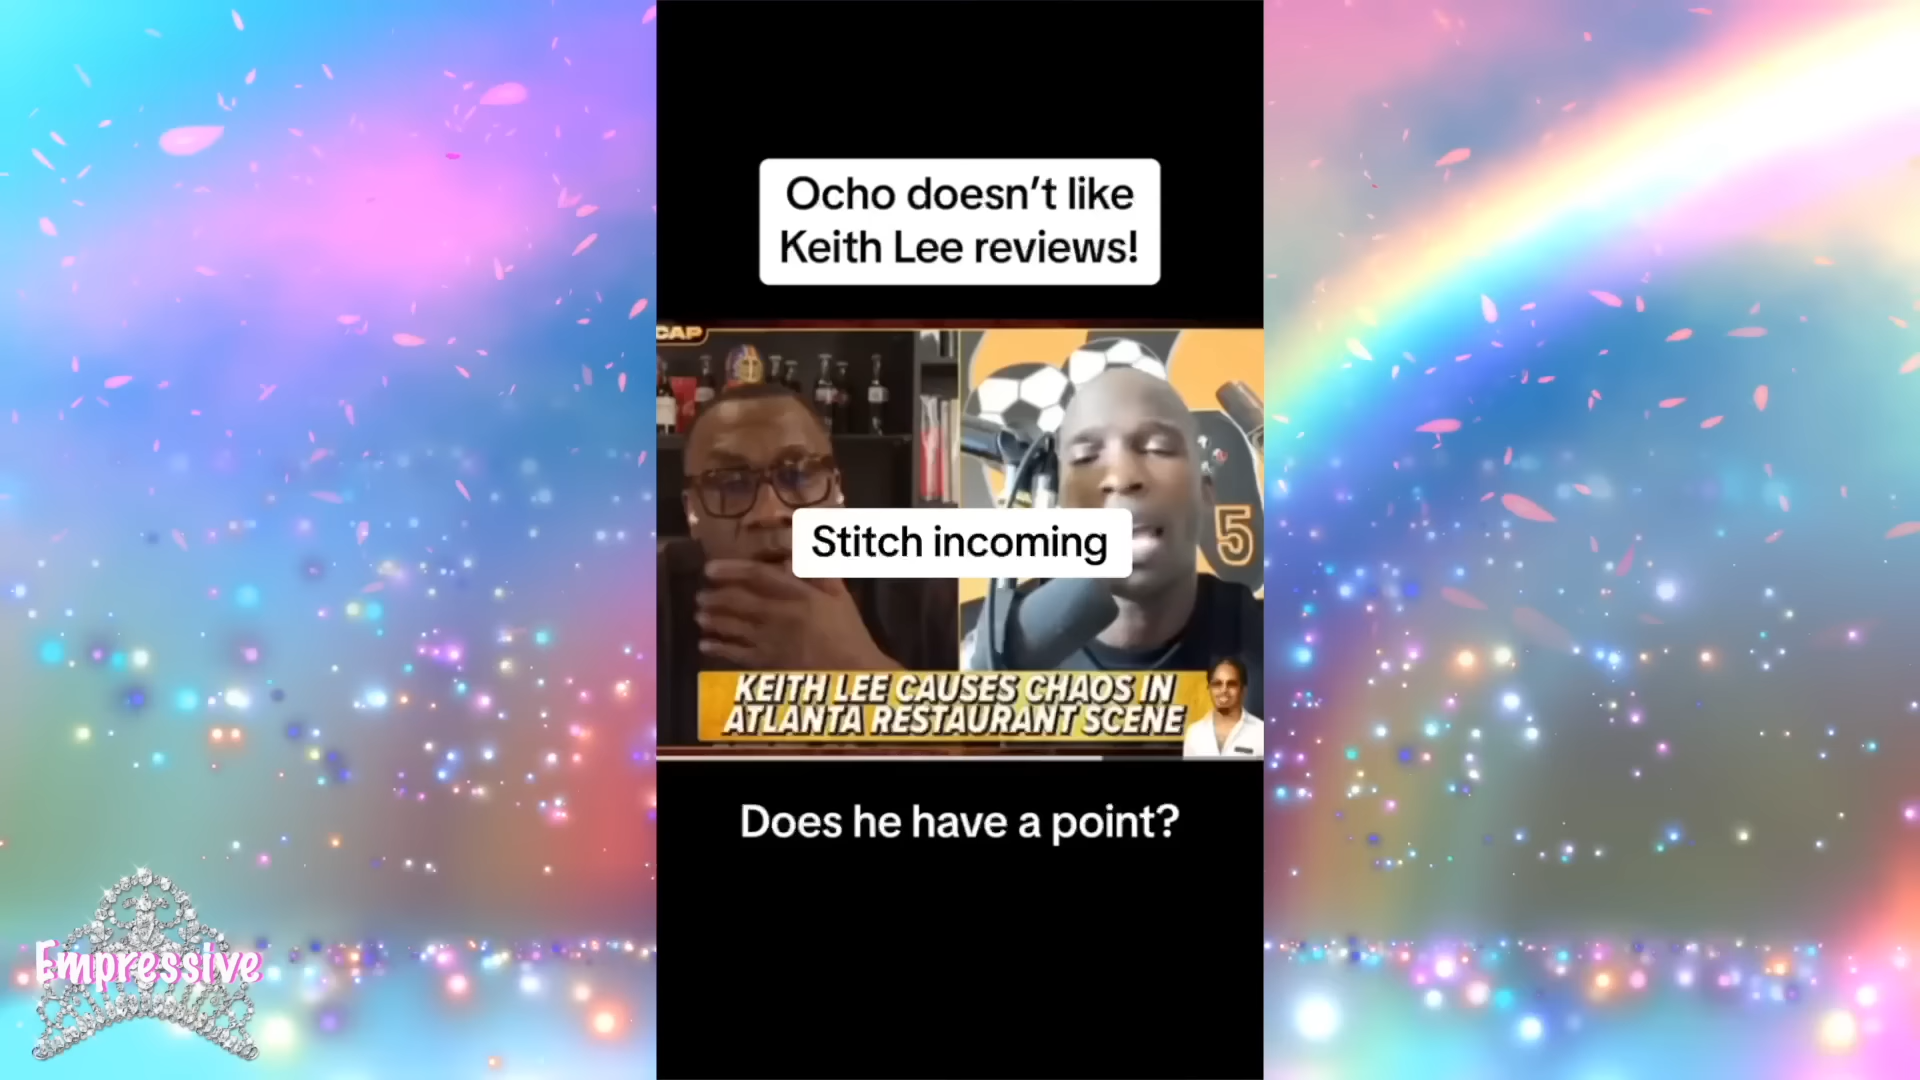 Ocho doesn’t like
Keith Lee reviews!
CAP
5
Stitch incoming
KEITH LEE CAUSES CHAOS IN
ATLANTA RESTAURANT SCENE
Does he have a point?
Empressive